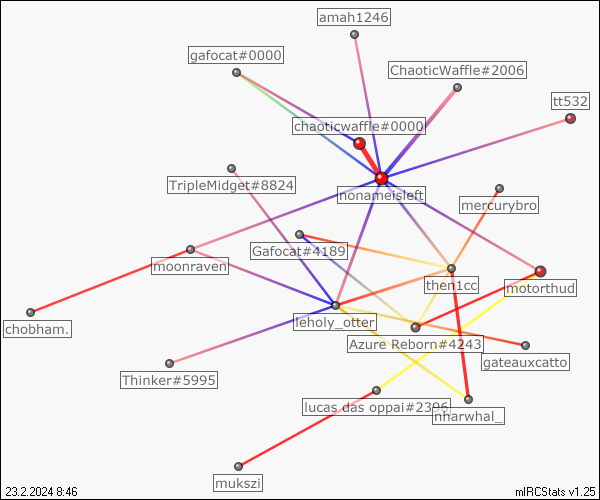 amah1246
gafocat#0000
ChaoticWaffle#2006
tt532
chaoticwaffle#0000
TripleMidget#8824
nonameisleft
mercurybro
Gafocat#4189
moonraven
then1cc
motorthud
chobham.
leholy_otter
Azure Reborn#4243
gateauxcatto
Thinker#5995
lucas das oppai#2396
nharwhal_
mukszi
23.2.2024 8:46
mIRCStats v1.25